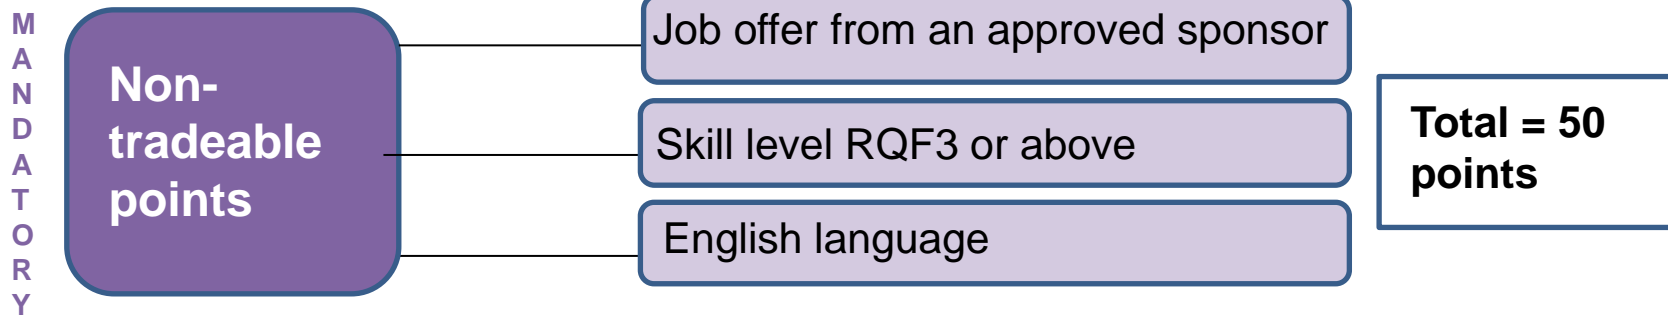 MANDATORY
Non-
tradeable
points
Job offer from an approved sponsor
Skill level RQF3 or above
English language
Total = 50
points